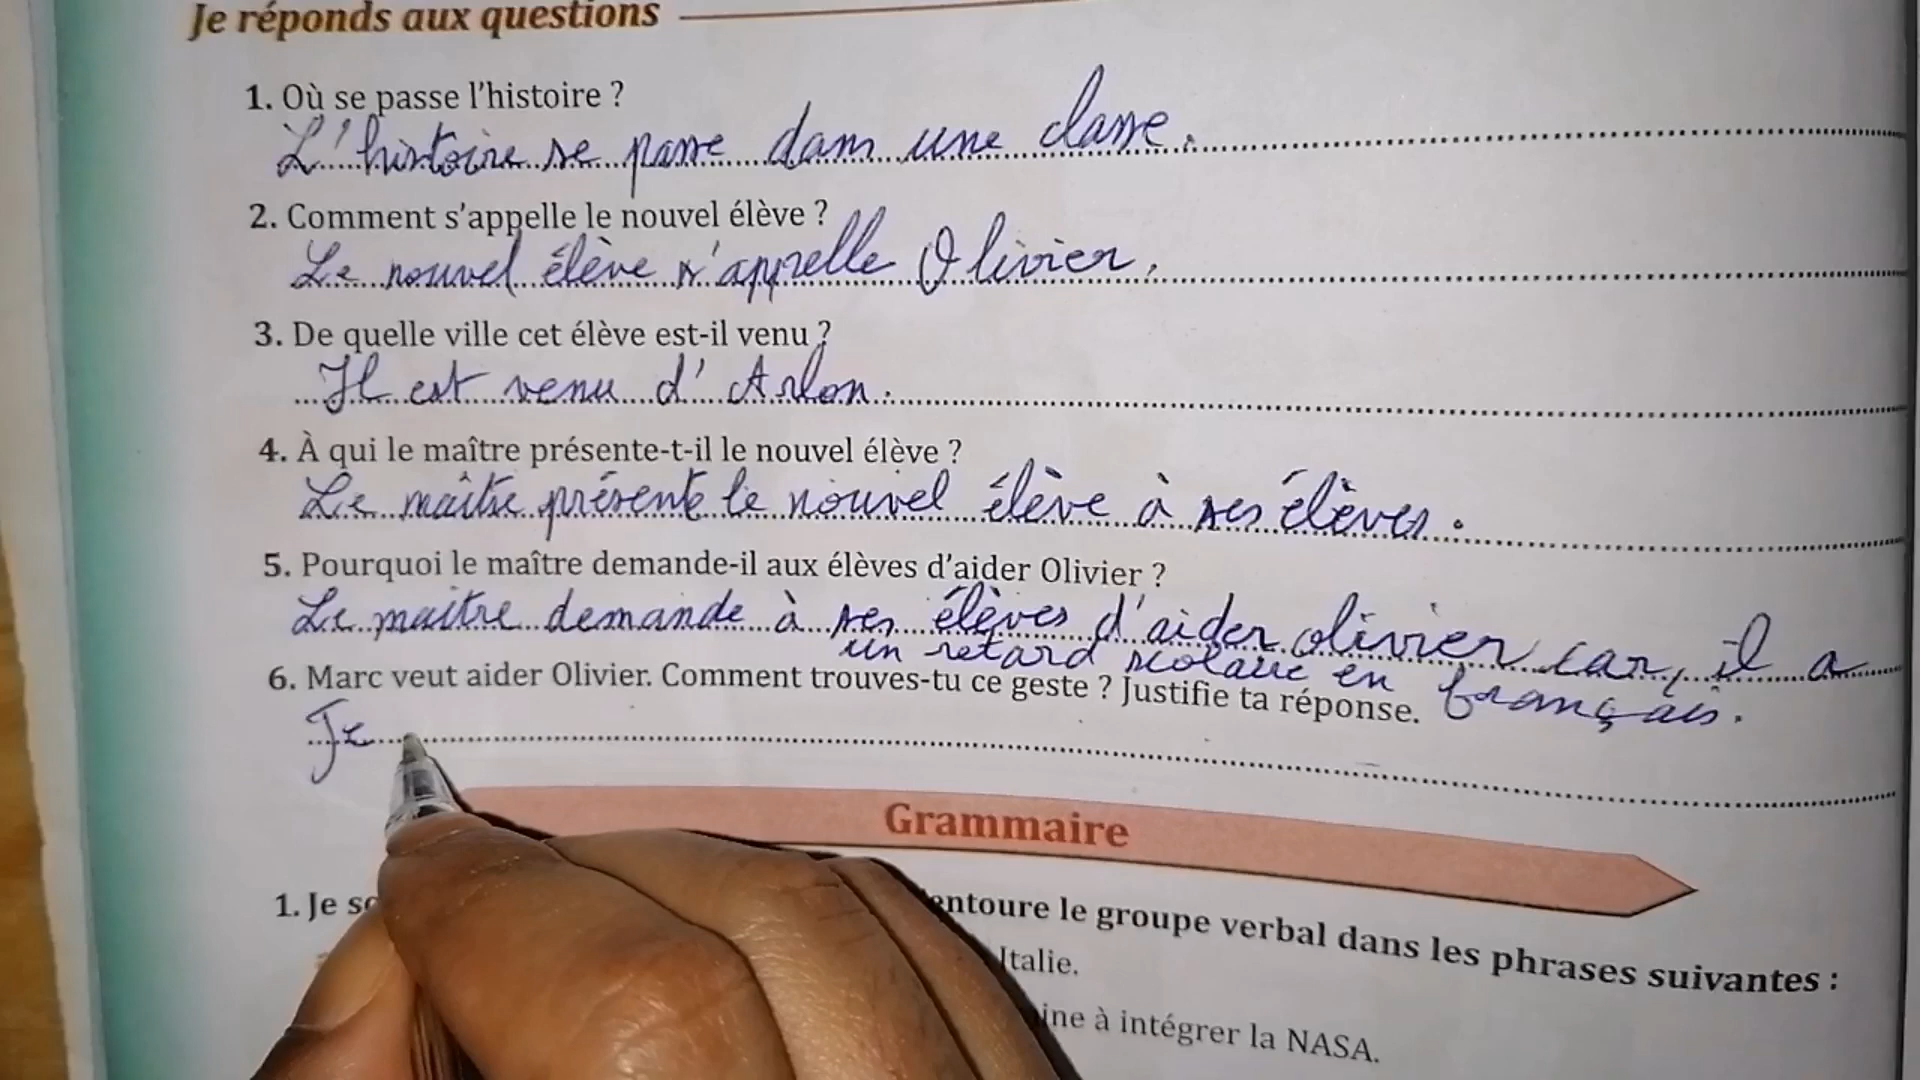 Je réponds aux questions
1. Où se passe l'histoire ?
L'histoire se passe dans une classe.
2. Comment s'appelle le nouvel élève ?
Le nouvel élève s'appelle Olivier.
3. De quelle ville cet élève est-il venu ?
Il est venu d'Arlon.
4. À qui le maître présente-t-il le nouvel élève ?
Le maître présente le nouvel élève à ses élèves.
5. Pourquoi le maître demande-il aux élèves d'aider Olivier ?
Le maitre demande à ses élèves d'aider olivier car, il a
un retard scolaire en français.
6. Marc veut aider Olivier. Comment trouves-tu ce geste ? Justifie ta réponse.
Je
Grammaire
1. Je entoure le groupe verbal dans les phrases suivantes :
Italie.
à intégrer la NASA.